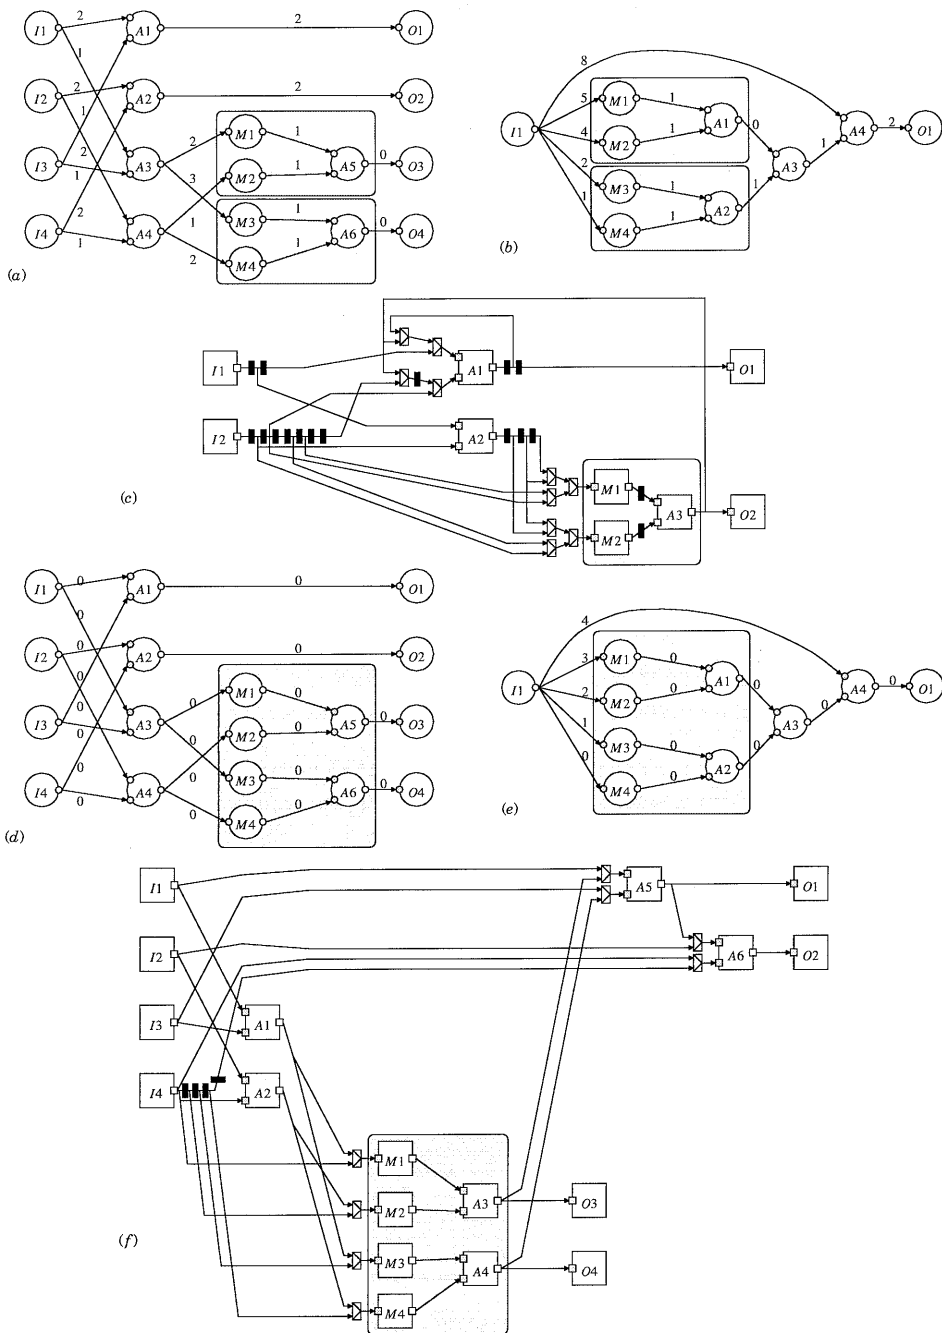 I1 2 A1 2 O1
1
I2 2 A2 2 O2
1
2 M1 1
I3 2 A3 A5 0 O3
1 3 M2 1
M3 1
I4 2 A4 1 A6 0 O4
1 2 M4 1
(a)
8
5 M1 1
A1 0
I1 4 M2 1 A4 2 O1
2 M3 1 A3 1
1 A2 1
M4 1
(b)
I1 A1 O1
I2 A2
(c)
M1
A3 O2
M2
I1 0 A1 0 O1
0
I2 0 A2 0 O2
0
0 M1 0
I3 0 A3 A5 0 O3
0 0 M2 0
M3 0
I4 0 A4 0 A6 0 O4
0 0 M4 0
(d)
4
3 M1 0
A1 0
I1 2 M2 0 A4 0 O1
1 M3 0 A3 0
0 A2 0
M4 0
(e)
I1 A5 O1
I2 A6 O2
I3 A1
I4 A2
M1
A3 O3
M2
(f)
M3 A4 O4
M4